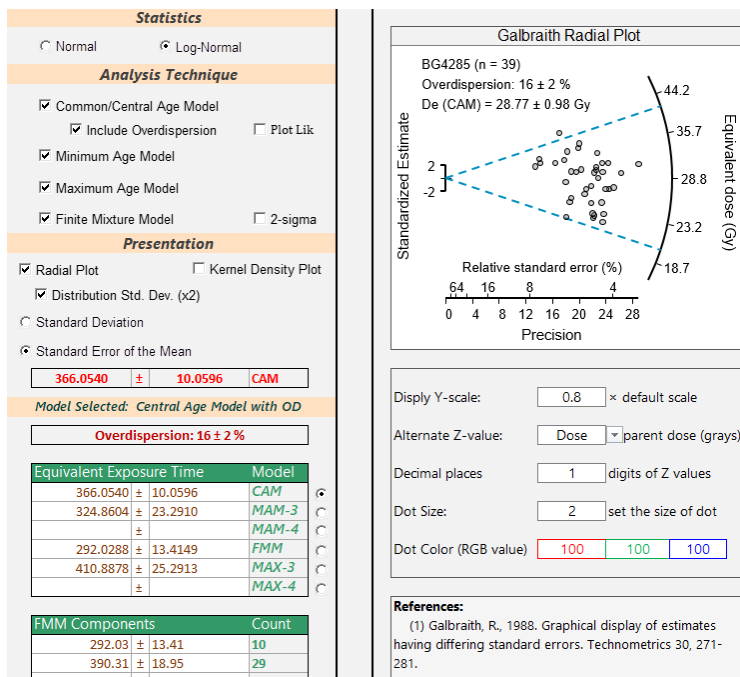 Statistics
Normal
Log-Normal
Analysis Technique
Common/Central Age Model
Include Overdispersion
Plot Lik
Minimum Age Model
Maximum Age Model
Finite Mixture Model
2-sigma
Presentation
Radial Plot
Kernel Density Plot
Distribution Std. Dev. (x2)
Standard Deviation
Standard Error of the Mean
366.0540 ± 10.0596 CAM
Model Selected: Central Age Model with OD
Overdispersion: 16 ± 2 %
Equivalent Exposure Time Model
366.0540 ± 10.0596 CAM
324.8604 ± 23.2910 MAM-3
± MAM-4
292.0288 ± 13.4149 FMM
410.8878 ± 25.2913 MAX-3
± MAX-4
FMM Components Count
292.03 ± 13.41 10
390.31 ± 18.95 29
Galbraith Radial Plot
BG4285 (n = 39)
Overdispersion: 16 ± 2 %
De (CAM) = 28.77 ± 0.98 Gy
44.2
35.7
28.8
23.2
18.7
Equivalent dose (Gy)
Standardized Estimate
2
-2
Relative standard error (%)
64 16 8 4
0 4 8 12 16 20 24 28
Precision
Disply Y-scale: 0.8 × default scale
Alternate Z-value: Dose parent dose (grays)
Decimal places 1 digits of Z values
Dot Size: 2 set the size of dot
Dot Color (RGB value) 100 100 100
References:
(1) Galbraith, R., 1988. Graphical display of estimates
having differing standard errors. Technometrics 30, 271-
281.